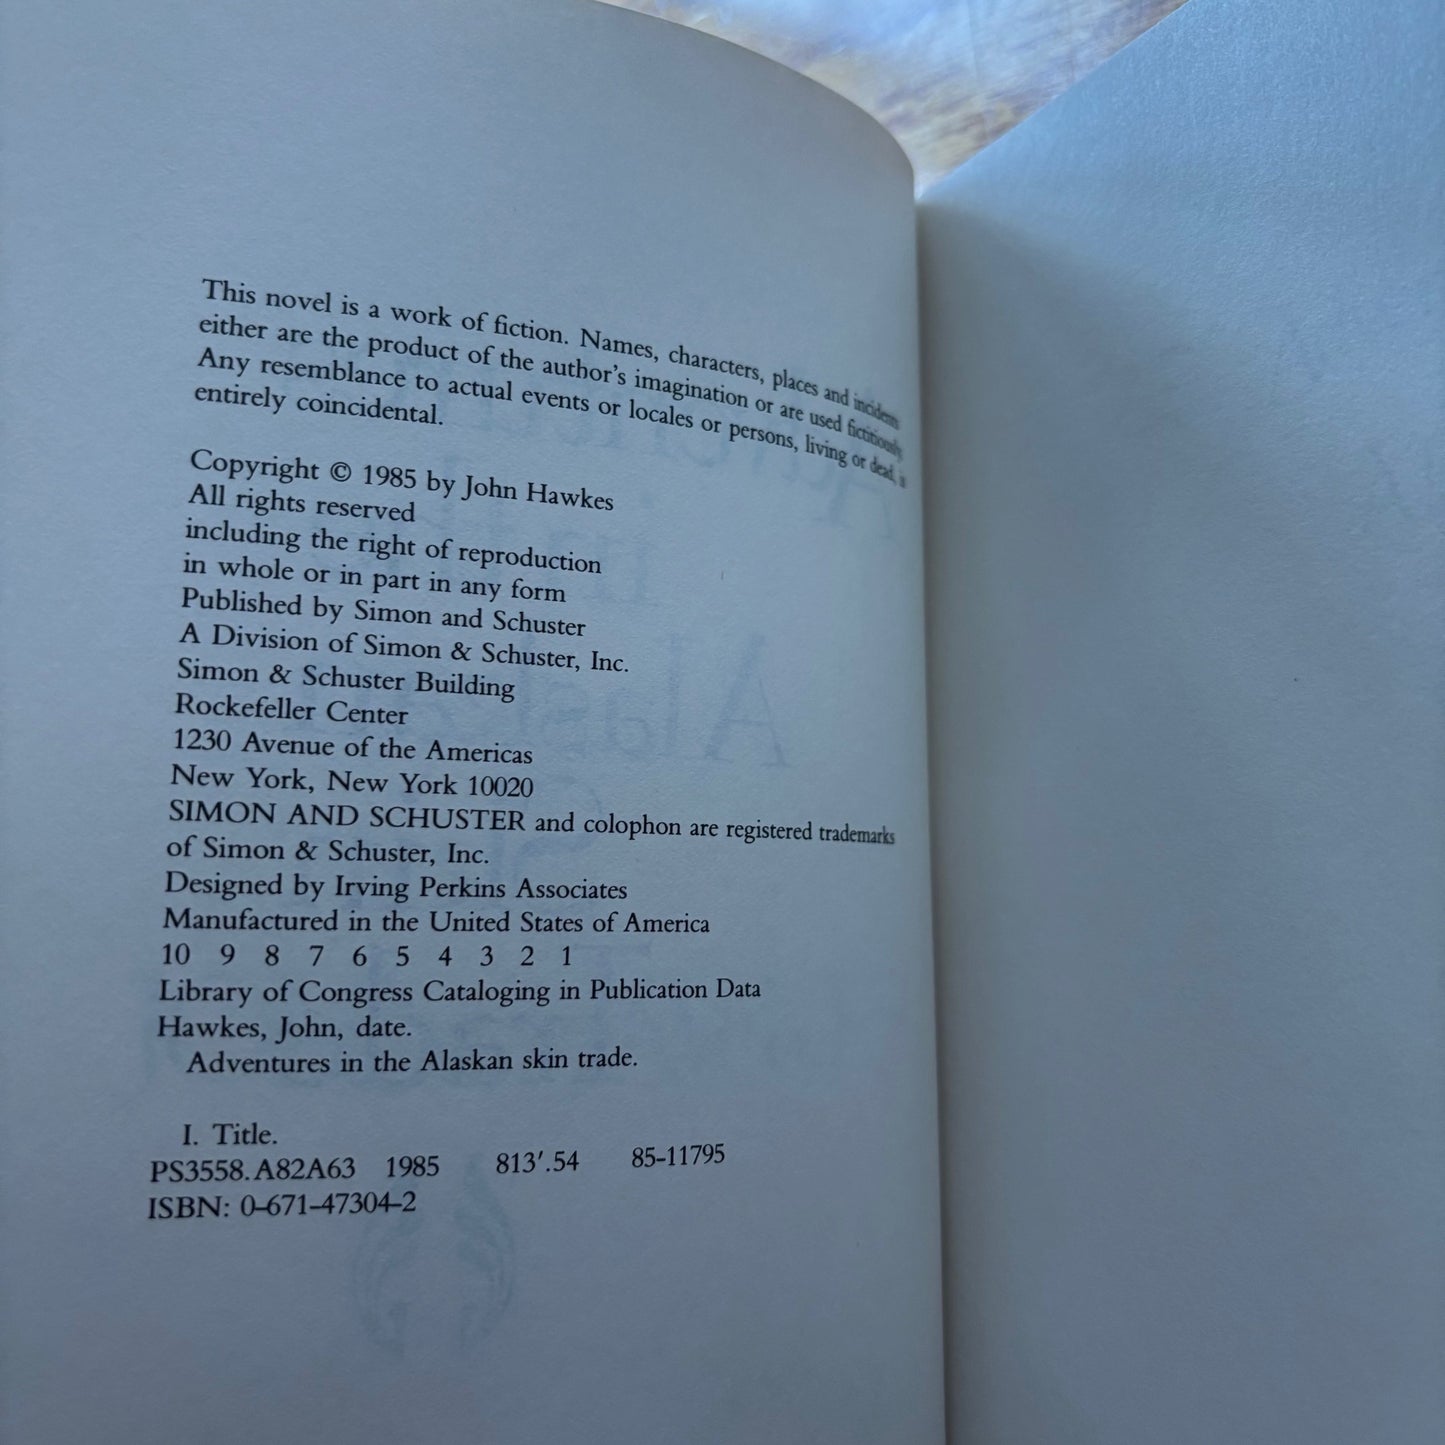 This novel is a work of fiction. Names, characters, places and incidents
either are the product of the author's imagination or are used fictitiously.
Any resemblance to actual events or locales or persons, living or dead, is
entirely coincidental.
Copyright © 1985 by John Hawkes
All rights reserved
including the right of reproduction
in whole or in part in any form
Published by Simon and Schuster
A Division of Simon & Schuster, Inc.
Simon & Schuster Building
Rockefeller Center
1230 Avenue of the Americas
New York, New York 10020
SIMON AND SCHUSTER and colophon are registered trademarks
of Simon & Schuster, Inc.
Designed by Irving Perkins Associates
Manufactured in the United States of America
10 9 8 7 6 5 4 3 2 1
Library of Congress Cataloging in Publication Data
Hawkes, John, date.
Adventures in the Alaskan skin trade.
I. Title.
PS3558.A82A63 1985 813′.54 85-11795
ISBN: 0-671-47304-2